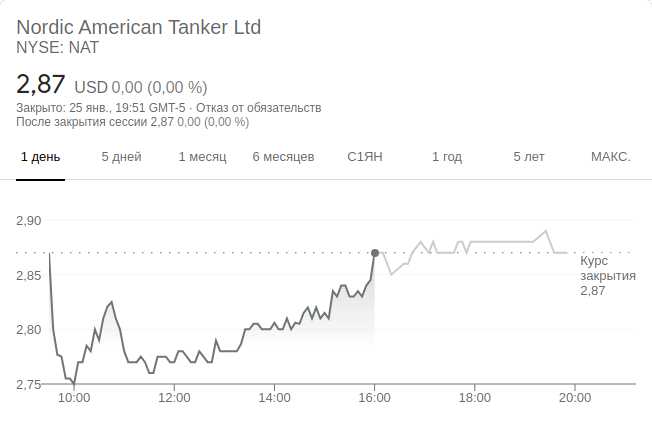 Nordic American Tanker Ltd
NYSE: NAT
2,87 USD 0,00 (0,00 %)
Закрыто: 25 янв., 19:51 GMT-5 · Отказ от обязательств
После закрытия сессии 2,87 0,00 (0,00 %)
1 день 5 дней 1 месяц 6 месяцев С1ЯН 1 год 5 лет МАКС.
2,90
2,85
2,80
2,75
Курс
закрытия
2,87
10:00 12:00 14:00 16:00 18:00 20:00